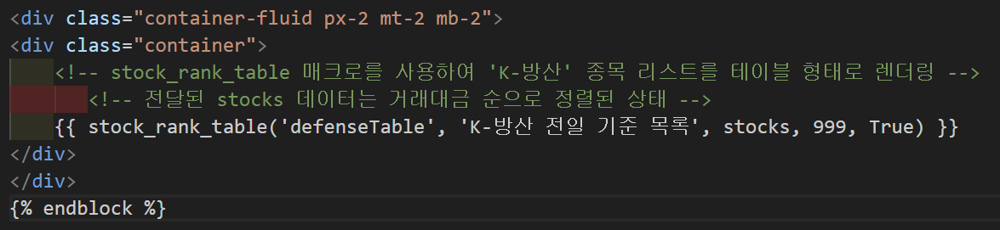 <div class="container-fluid px-2 mt-2 mb-2">
<div class="container">
    <!-- stock_rank_table 매크로를 사용하여 'K-방산' 종목 리스트를 테이블 형태로 렌더링 -->
       <!-- 전달된 stocks 데이터는 거래대금 순으로 정렬된 상태 -->
    {{ stock_rank_table('defenseTable', 'K-방산 전일 기준 목록', stocks, 999, True) }}
</div>
</div>
{% endblock %}